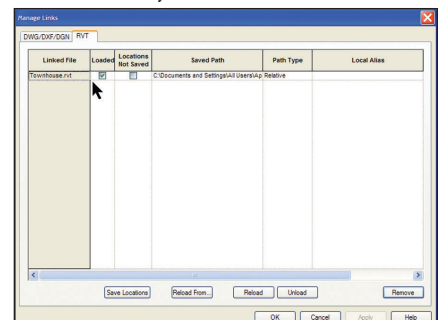 Manage Links
DWG/DXF/DGN RVT
Linked File Loaded Locations Not Saved Saved Path Path Type Local Alias
Townhouse.rvt C:\Documents and Settings\All Users\Ap Relative
Save Locations Reload From... Reload Unload Remove
OK Cancel Apply Help